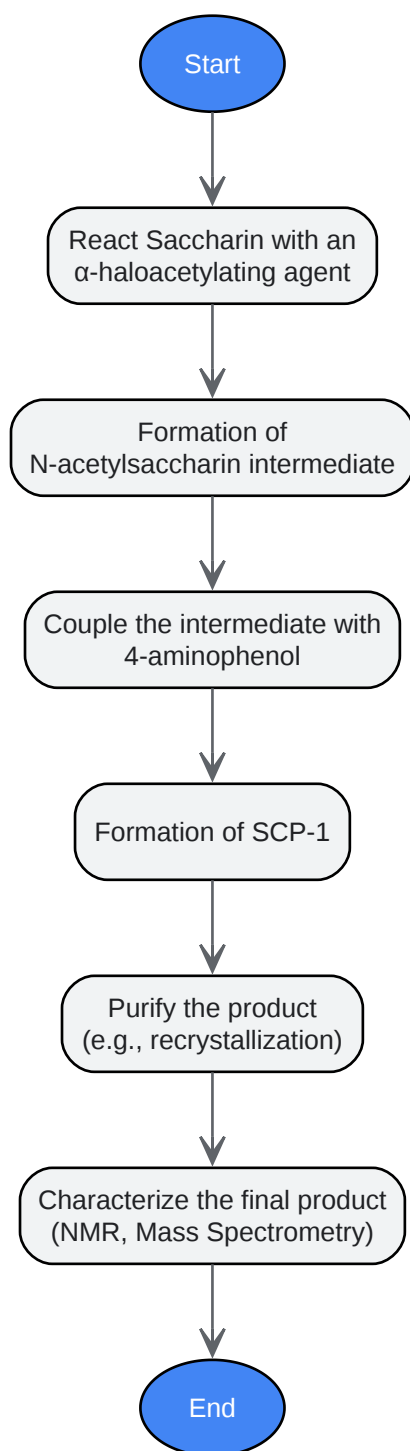 Start
React Saccharin with an
α-haloacetylating agent
Formation of
N-acetylsaccharin intermediate
Couple the intermediate with
4-aminophenol
Formation of SCP-1
Purify the product
(e.g., recrystallization)
Characterize the final product
(NMR, Mass Spectrometry)
End